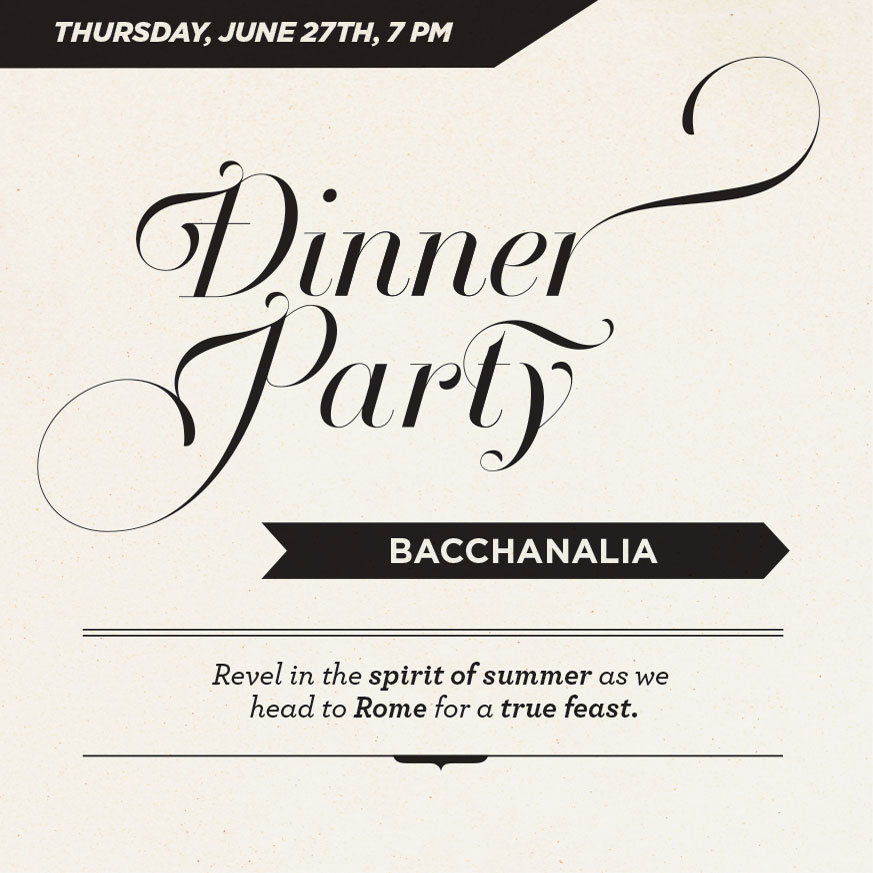 THURSDAY, JUNE 27TH, 7 PM
Dinner
Party
BACCHANALIA
Revel in the spirit of summer as we
head to Rome for a true feast.